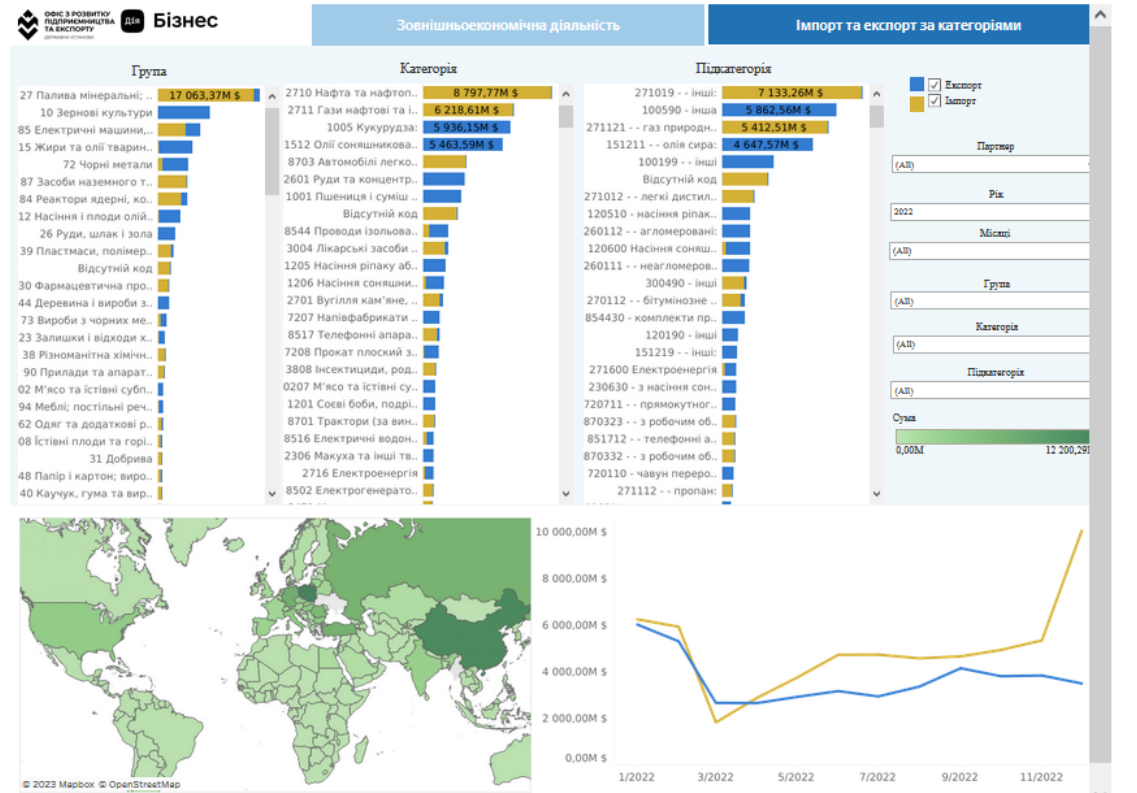 ОФІС З РОЗВИТКУ
ПІДПРИЄМНИЦТВА
ТА ЕКСПОРТУ
ДЕРЖАВНА УСТАНОВА
Дія
Бізнес
Зовнішньоекономічна діяльність
Імпорт та експорт за категоріями
Група
27 Палива мінеральні; ..
17 063,37M $
10 Зернові культури
85 Електричні машини,..
15 Жири та олії тварин..
72 Чорні метали
87 Засоби наземного т..
84 Реактори ядерні, ко..
12 Насіння і плоди олій..
26 Руди, шлак і зола
39 Пластмаси, полімер..
Відсутній код
30 Фармацевтична про..
44 Деревина і вироби з..
73 Вироби з чорних ме..
23 Залишки і відходи х..
38 Різноманітна хімічн..
90 Прилади та апарат..
02 М'ясо та їстівні субп..
94 Меблі; постільні реч..
62 Одяг та додаткові р..
08 Їстівні плоди та горі..
31 Добрива
48 Папір і картон; виро..
40 Каучук, гума та вир..
Категорія
2710 Нафта та нафтоп..
8 797,77M $
2711 Гази нафтові та і..
6 218,61M $
1005 Кукурудза:
5 936,15M $
1512 Олії соняшникова..
5 463,59M $
8703 Автомобілі легко..
2601 Руди та концентр..
1001 Пшениця і суміш ..
Відсутній код
8544 Проводи ізольова..
3004 Лікарські засоби ..
1205 Насіння ріпаку аб..
1206 Насіння соняшни..
2701 Вугілля кам'яне, ..
7207 Напівфабрикати ..
8517 Телефонні апара..
7208 Прокат плоский з..
3808 Інсектициди, род..
0207 М'ясо та їстівні су..
1201 Соєві боби, подрі..
8701 Трактори (за вин..
8516 Електричні водон..
2306 Макуха та інші тв..
2716 Електроенергія
8502 Електрогенерато..
Підкатегорія
271019 - - інші:
7 133,26M $
100590 - інша
5 862,56M $
271121 - - газ природн..
5 412,51M $
151211 - - олія сира:
4 647,57M $
100199 - - інші
Відсутній код
271012 - - легкі дистил..
120510 - насіння ріпак..
260112 - - агломеровані:
120600 Насіння соняш..
260111 - - неагломеров..
300490 - інші
270112 - - бітумінозне ..
854430 - комплекти пр..
120190 - інші
151219 - - інші:
271600 Електроенергія
230630 - з насіння сон..
720711 - - прямокутног..
870323 - - з робочим об..
851712 - - телефонні а..
870332 - - з робочим об..
720110 - чавун переро..
271112 - - пропан:
Експорт
Імпорт
Партнер
(All)
Рік
2022
Місяці
(All)
Група
(All)
Категорія
(All)
Підкатегорія
(All)
Сума
0,00M
12 200,29
© 2023 Mapbox © OpenStreetMap
10 000,00M $
8 000,00M $
6 000,00M $
4 000,00M $
2 000,00M $
0,00M $
1/2022
3/2022
5/2022
7/2022
9/2022
11/2022